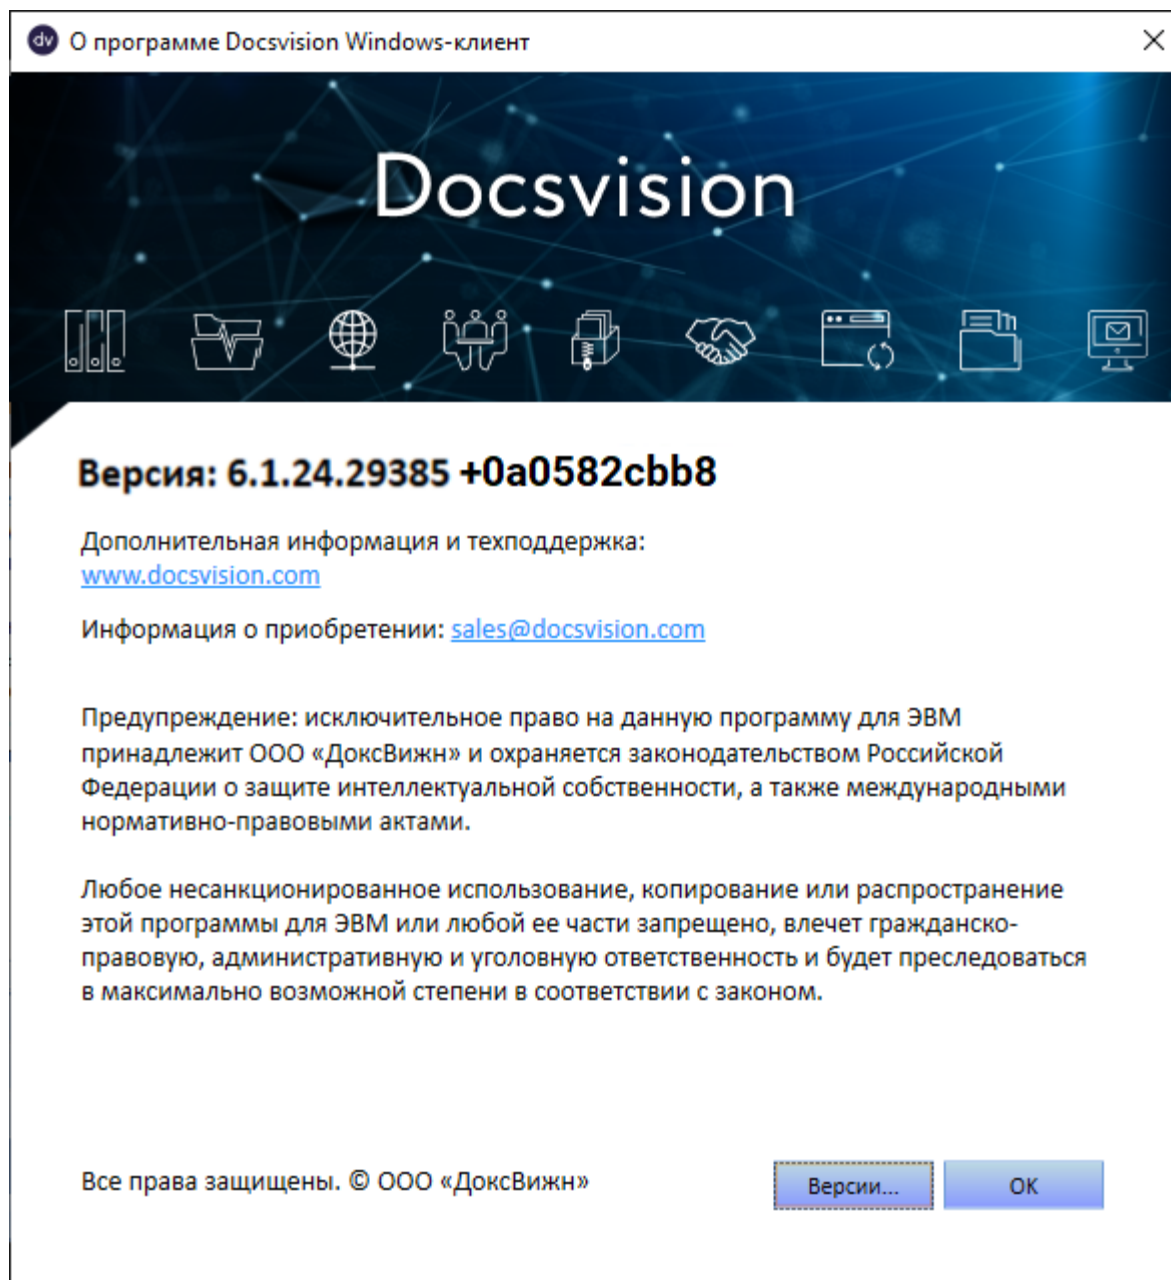 dv О программе Docsvision Windows-клиент
Docsvision
Версия: 6.1.24.29385 +0a0582cbb8
Дополнительная информация и техподдержка:
www.docsvision.com
Информация о приобретении: sales@docsvision.com
Предупреждение: исключительное право на данную программу для ЭВМ
принадлежит ООО «ДоксВижн» и охраняется законодательством Российской
Федерации о защите интеллектуальной собственности, а также международными
нормативно-правовыми актами.
Любое несанкционированное использование, копирование или распространение
этой программы для ЭВМ или любой ее части запрещено, влечет гражданско-
правовую, административную и уголовную ответственность и будет преследоваться
в максимально возможной степени в соответствии с законом.
Все права защищены. © ООО «ДоксВижн»
Версии...
ОК